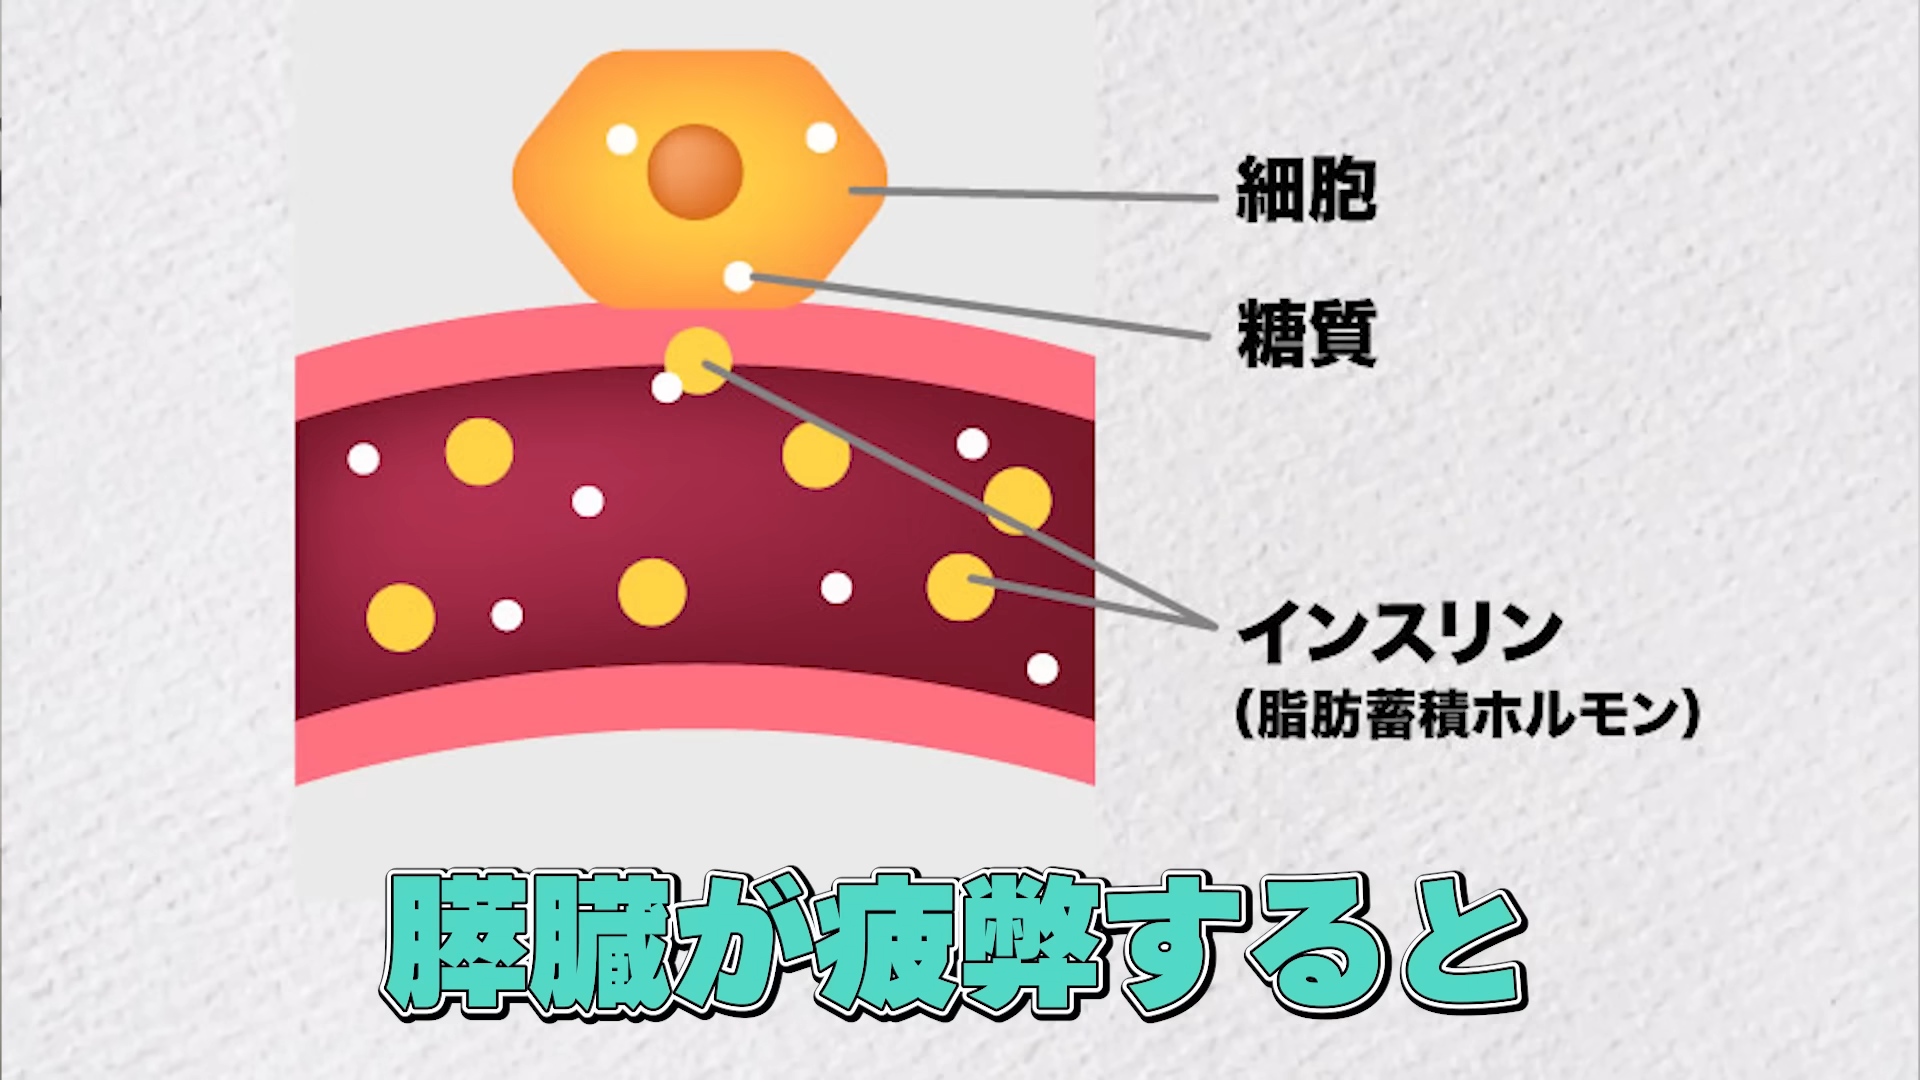 細胞
糖質
インスリン
（脂肪蓄積ホルモン）
膵臓が疲弊すると